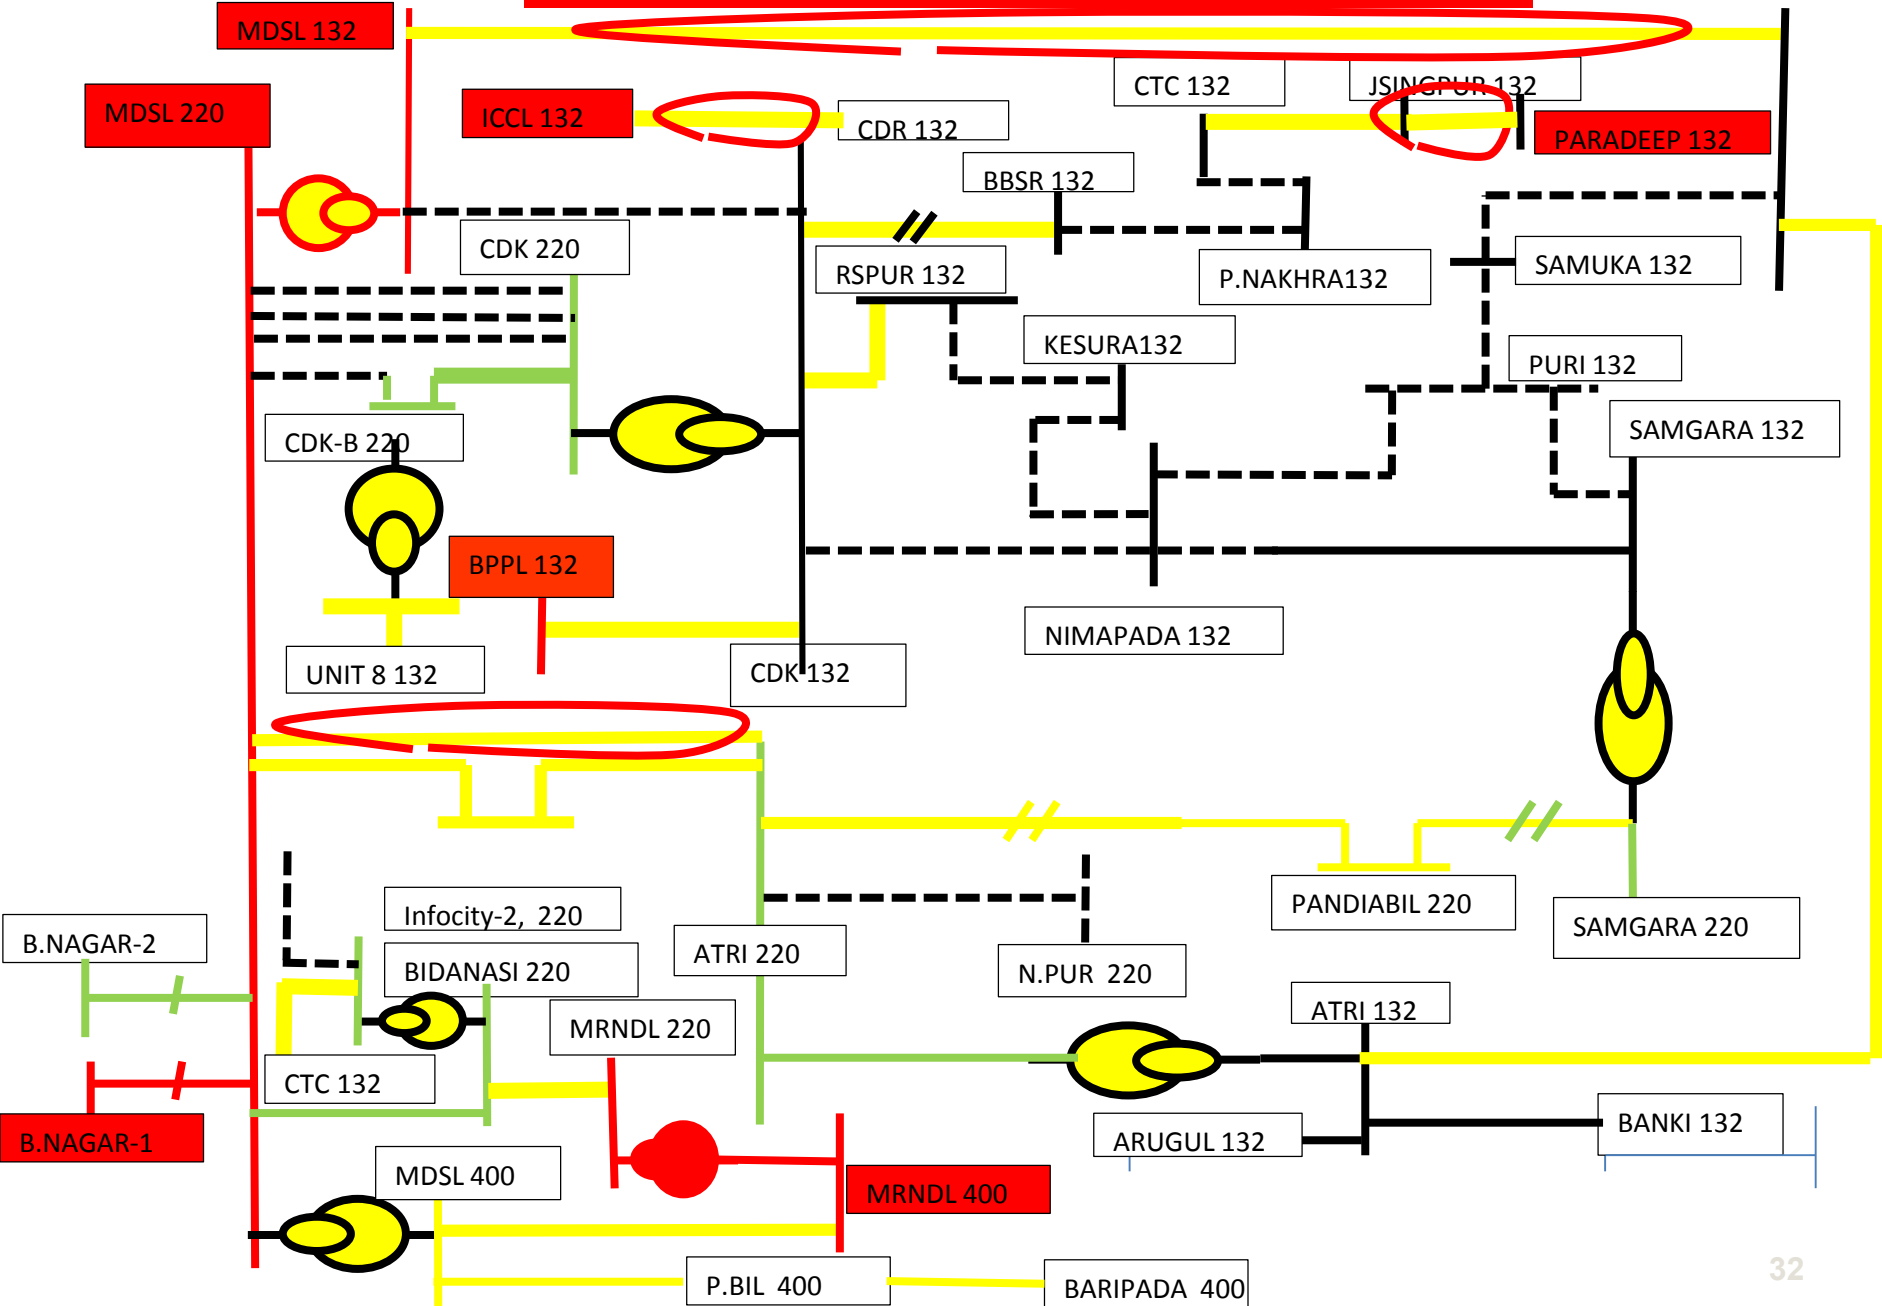 MDSL 132
CTC 132
JSINGPUR 132
MDSL 220
ICCL 132
CDR 132
PARADEEP 132
BBSR 132
CDK 220
RSPUR 132
P.NAKHRA132
SAMUKA 132
KESURA132
PURI 132
CDK-B 220
SAMGARA 132
BPPL 132
NIMAPADA 132
UNIT 8 132
CDK 132
Infocity-2, 220
PANDIABIL 220
SAMGARA 220
B.NAGAR-2
BIDANASI 220
ATRI 220
N.PUR 220
ATRI 132
MRNDL 220
CTC 132
B.NAGAR-1
ARUGUL 132
BANKI 132
MDSL 400
MRNDL 400
P.BIL 400
BARIPADA 400
32